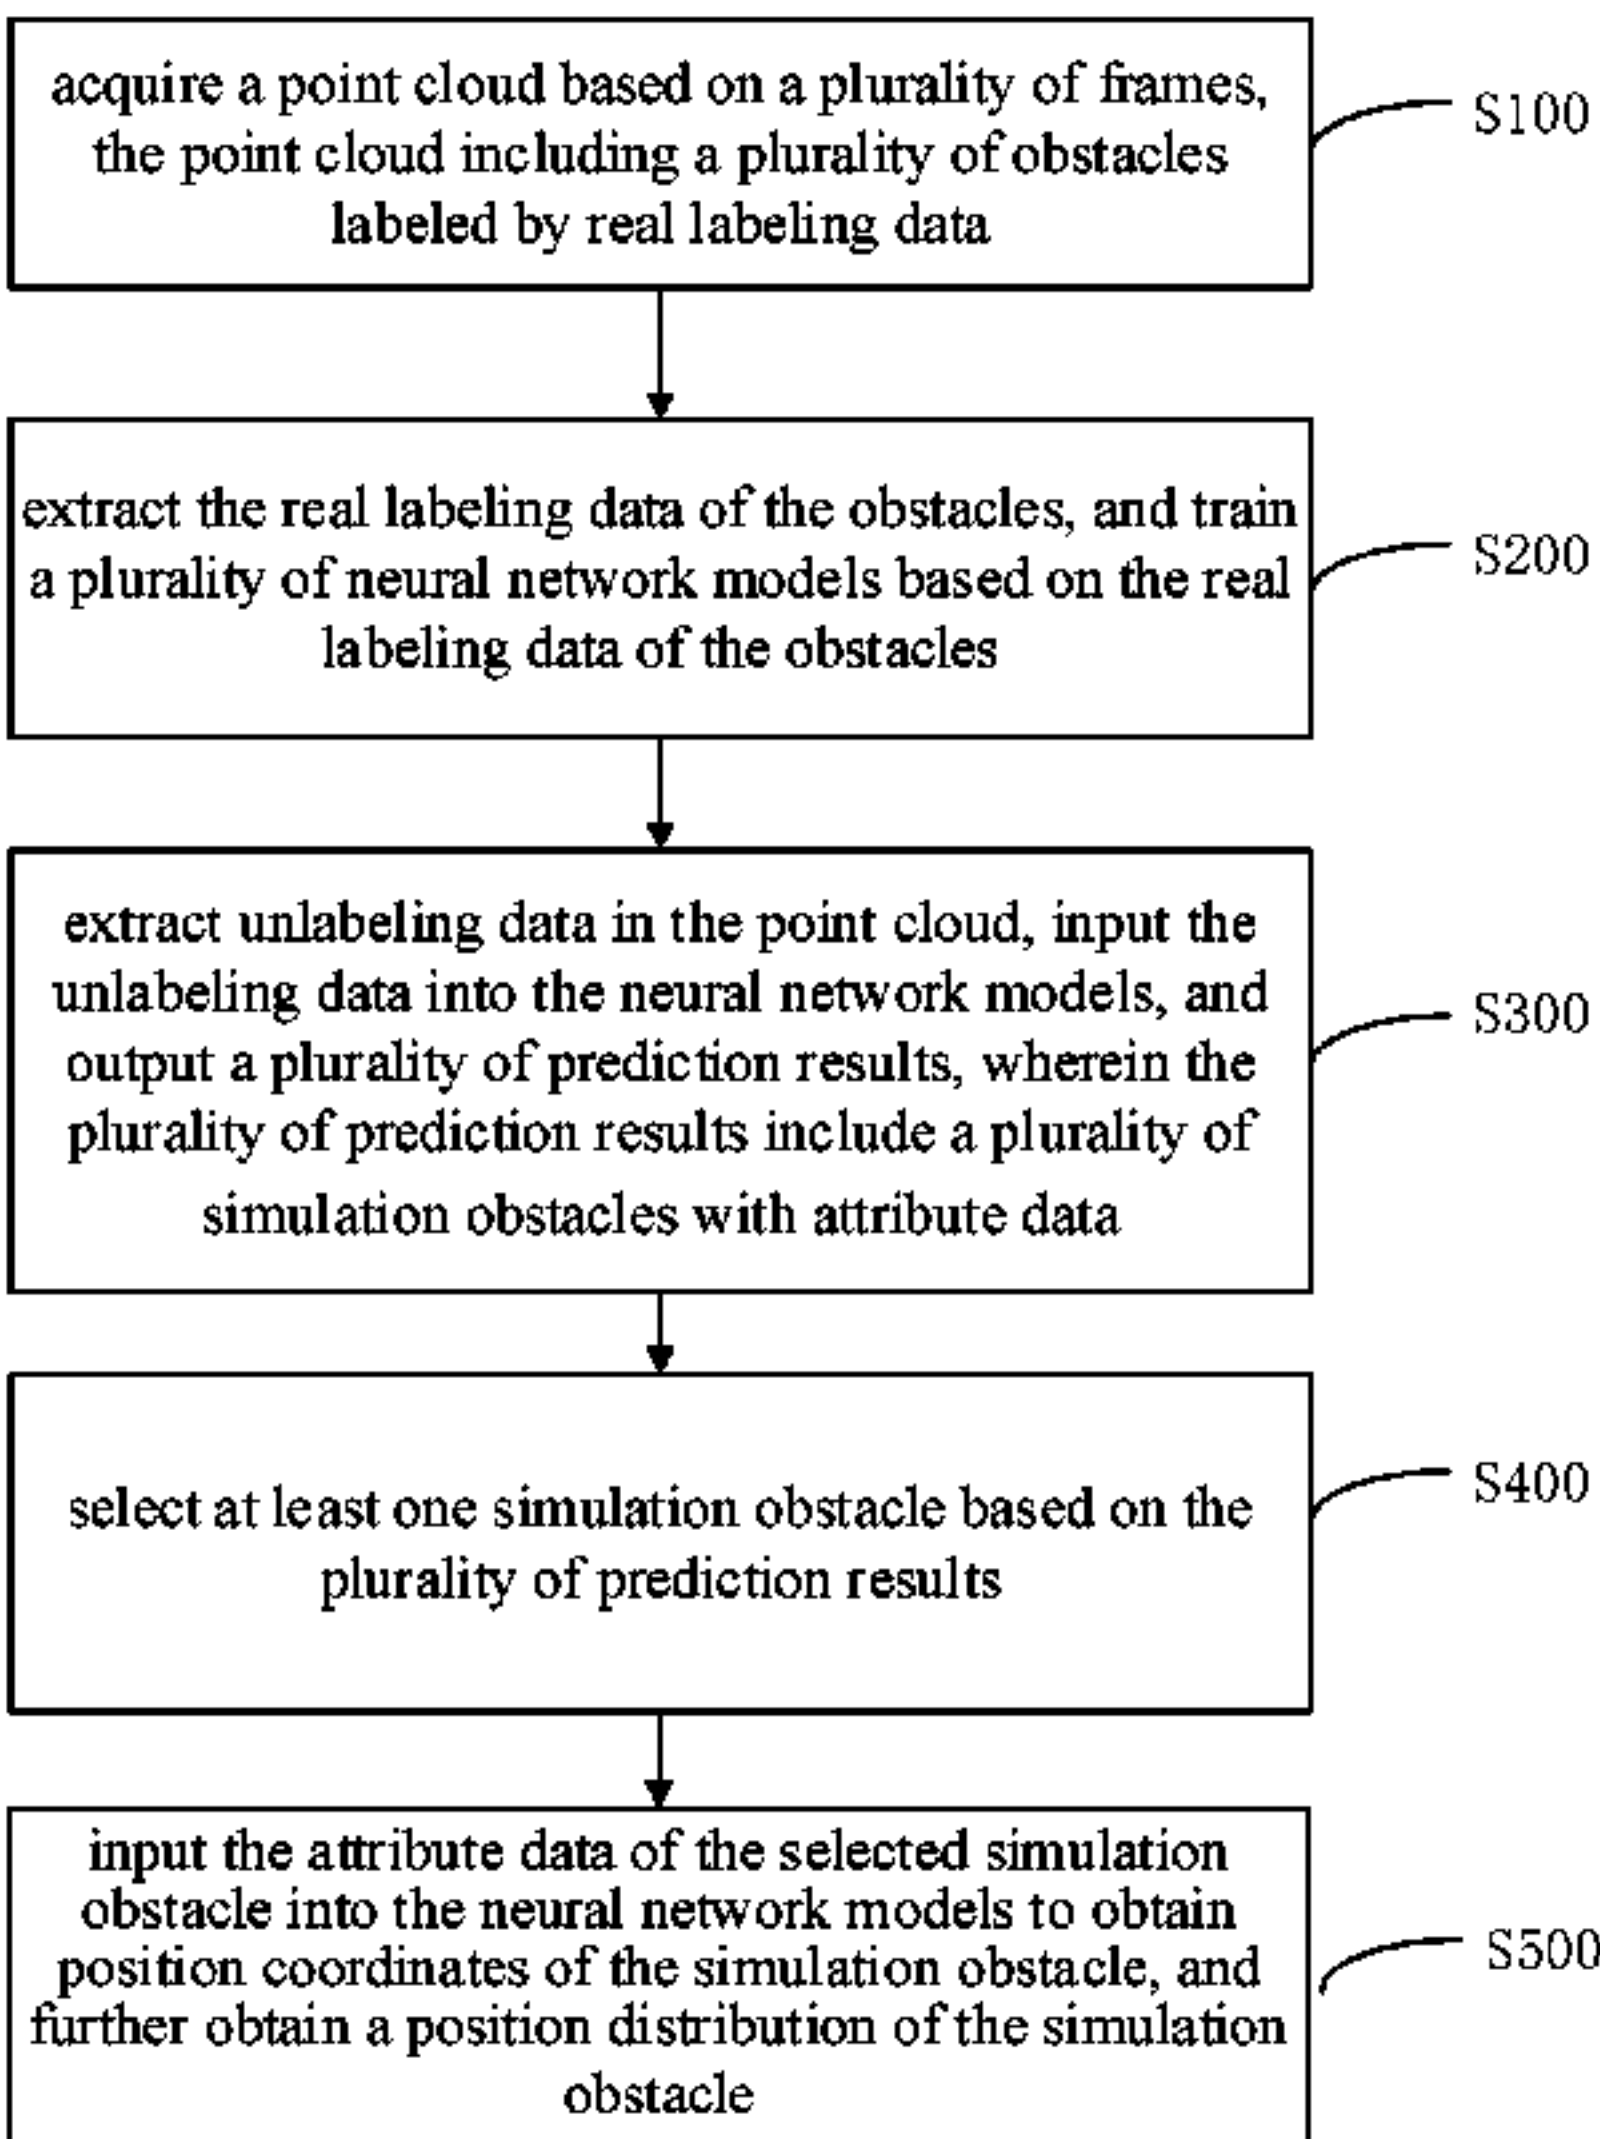 acquire a point cloud based on a plurality of frames,
the point cloud including a plurality of obstacles
labeled by real labeling data
S100
extract the real labeling data of the obstacles, and train
a plurality of neural network models based on the real
labeling data of the obstacles
S200
extract unlabeling data in the point cloud, input the
unlabeling data into the neural network models, and
output a plurality of prediction results, wherein the
plurality of prediction results include a plurality of
simulation obstacles with attribute data
S300
select at least one simulation obstacle based on the
plurality of prediction results
S400
input the attribute data of the selected simulation
obstacle into the neural network models to obtain
position coordinates of the simulation obstacle, and
further obtain a position distribution of the simulation
obstacle
S500